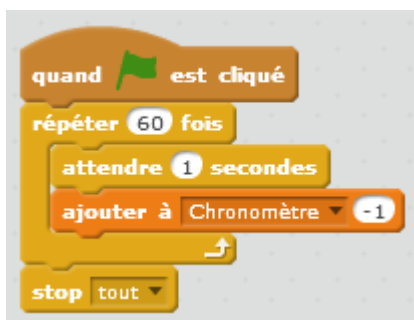 quand est cliqué
répéter 60 fois
attendre 1 secondes
ajouter à Chronomètre -1
stop tout